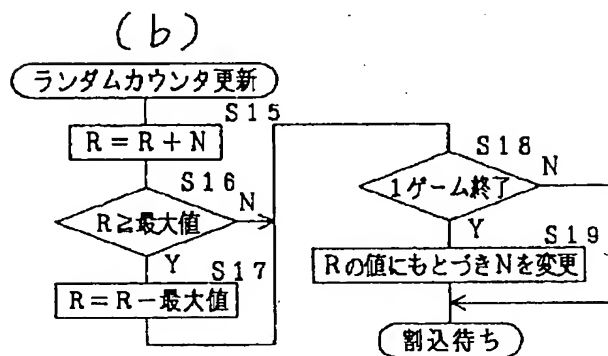 (b)
ランダムカウンタ更新
S15
R=R+N
S16
R≧最大値
N
Y
S17
R=R-最大値
S18
1ゲーム終了
N
Y
S19
Rの値にもとづきNを変更
割込待ち